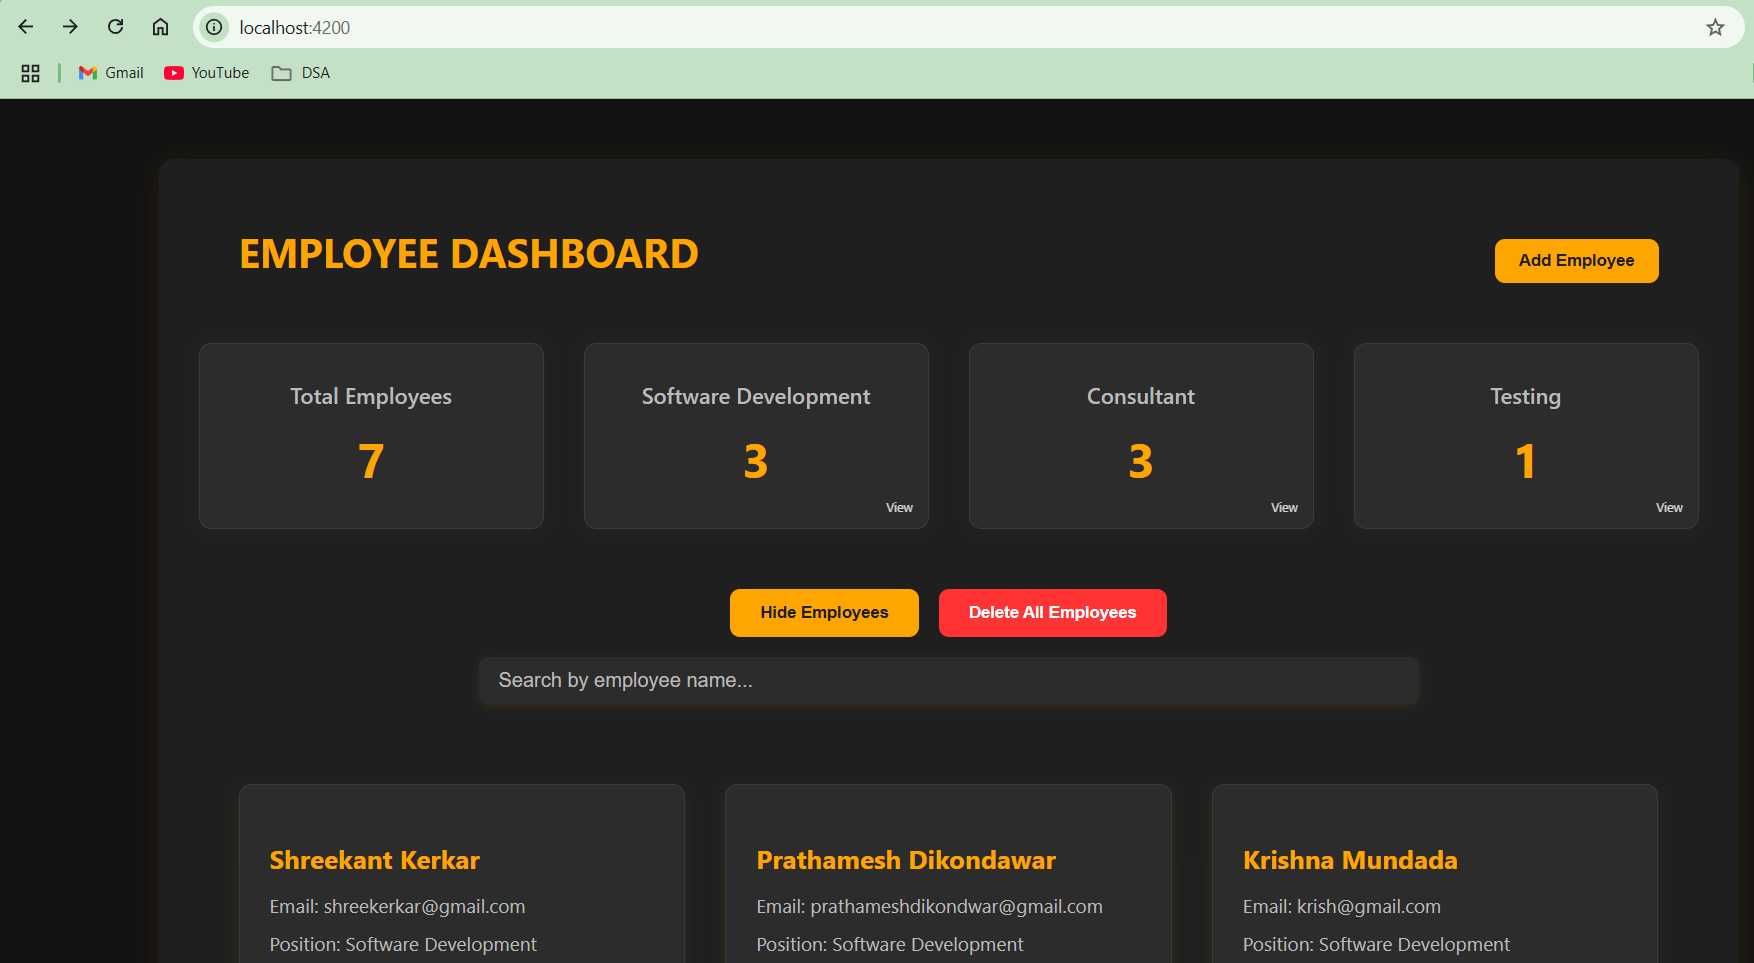 localhost:4200
Gmail YouTube DSA
EMPLOYEE DASHBOARD
Add Employee
Total Employees
7
Software Development
3
View
Consultant
3
View
Testing
1
View
Hide Employees
Delete All Employees
Search by employee name...
Shreekant Kerkar
Email: shreekerkar@gmail.com
Position: Software Development
Prathamesh Dikondawar
Email: prathameshdikondwar@gmail.com
Position: Software Development
Krishna Mundada
Email: krish@gmail.com
Position: Software Development